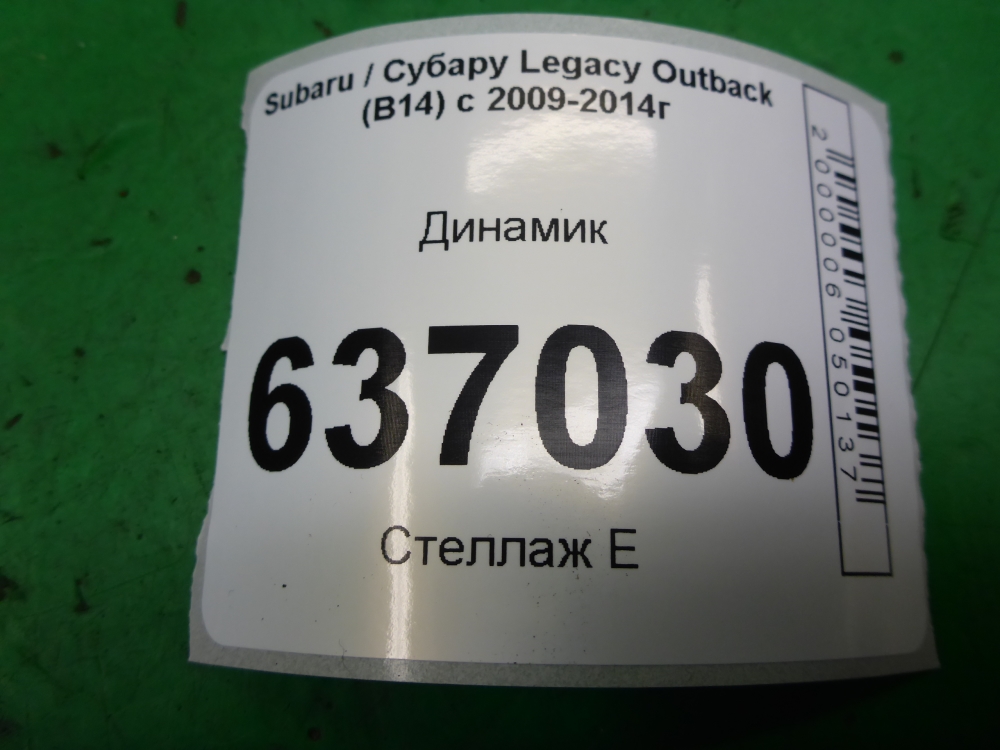 Subaru / Субару Legacy Outback
(B14) с 2009-2014г
Динамик
637030
Стеллаж Е
2000006050137